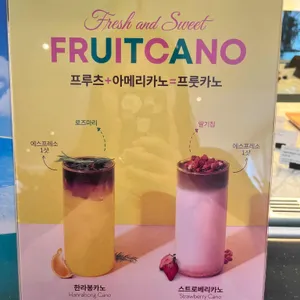 Fresh and Sweet
FRUITCANO
프루츠+아메리카노=프룻카노
로즈마리
에스프레소
1샷
딸기칩
에스프레소
1샷
한라봉카노
Hanrabong Cano
스트로베리카노
Strawberry Cano